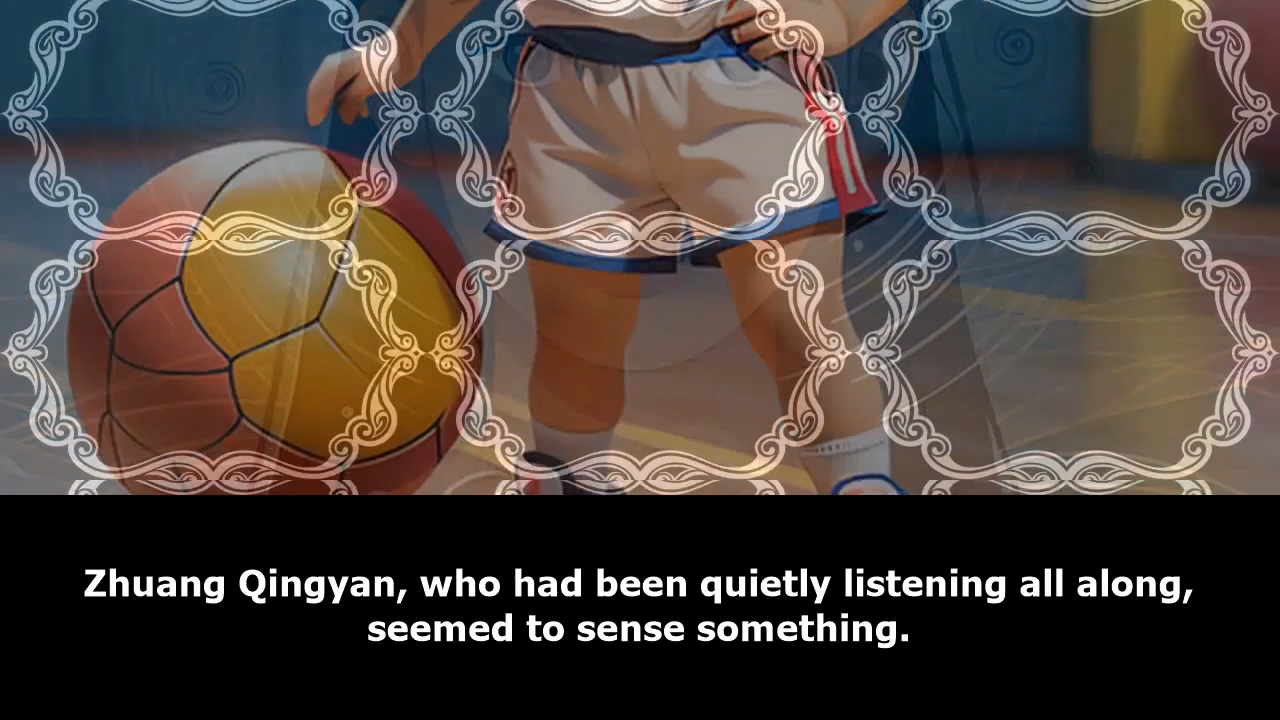 Zhuang Qingyan, who had been quietly listening all along,
seemed to sense something.